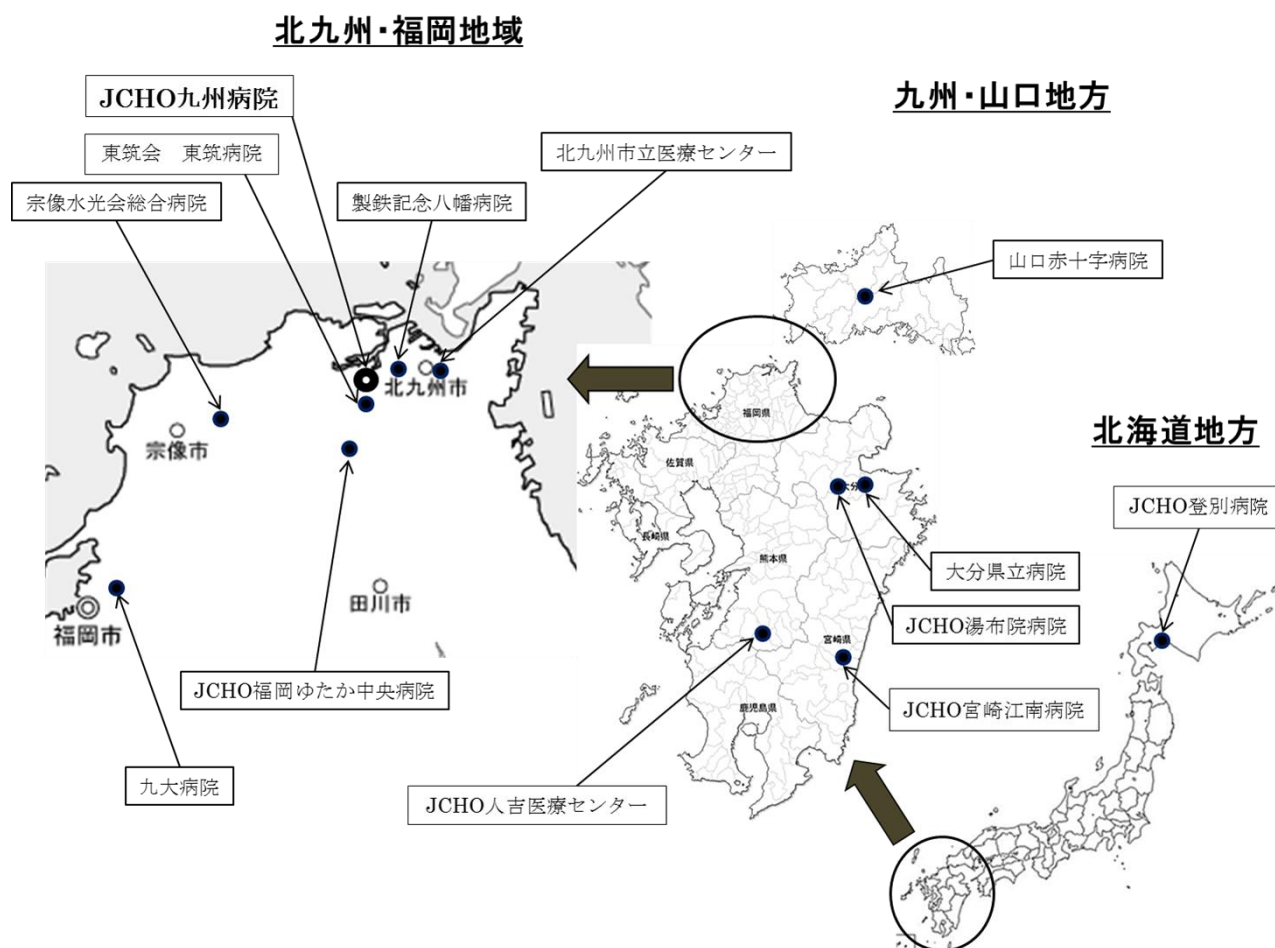 北九州・福岡地域
JCHO九州病院
東筑会　東筑病院
宗像水光会総合病院
製鉄記念八幡病院
北九州市立医療センター
北九州市
宗像市
田川市
福岡市
JCHO福岡ゆたか中央病院
九大病院
九州・山口地方
山口赤十字病院
福岡県
佐賀県
長崎県
大分
熊本県
宮崎県
鹿児島県
大分県立病院
JCHO湯布院病院
JCHO宮崎江南病院
JCHO人吉医療センター
北海道地方
JCHO登別病院